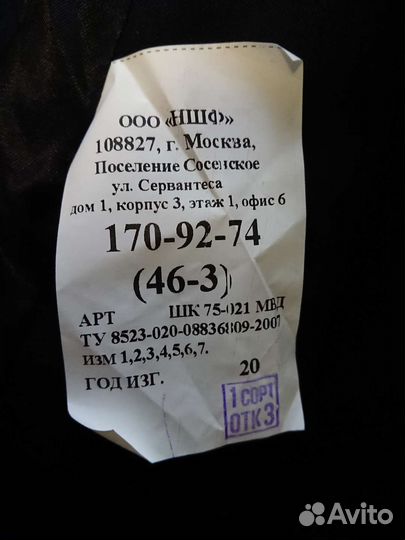 ООО «НШФ»
108827, г. Москва,
Поселение Сосенское
ул. Сервантеса
дом 1, корпус 3, этаж 1, офис 6
170-92-74
(46-3)
АРТ ШК 75-021 МВД
ТУ 8523-020-08836809-2007
ИЗМ 1,2,3,4,5,6,7.
ГОД ИЗГ. 20
1 СОРТ
ОТК 3
Avito